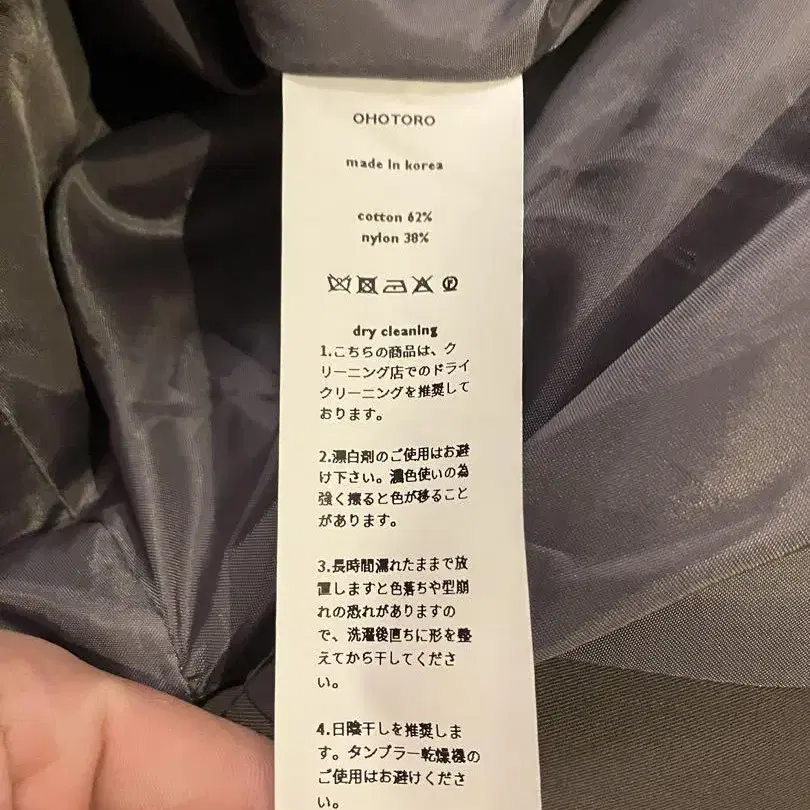 OHOTORO
made in korea
cotton 62%
nylon 38%
dry cleaning
1.こちらの商品は、ク
リーニング店でのドライ
クリーニングを推奨して
おります。
2.漂白剤のご使用はお避
け下さい。濃色使いの為
強く擦ると色が移ること
があります。
3.長時間濡れたままで放
置しますと色落ちや型崩
れの恐れがありますの
で、洗濯後直ちに形を整
えてから干してくださ
い。
4.日陰干しを推奨しま
す。タンブラー乾燥機の
ご使用はお避けくださ
い。